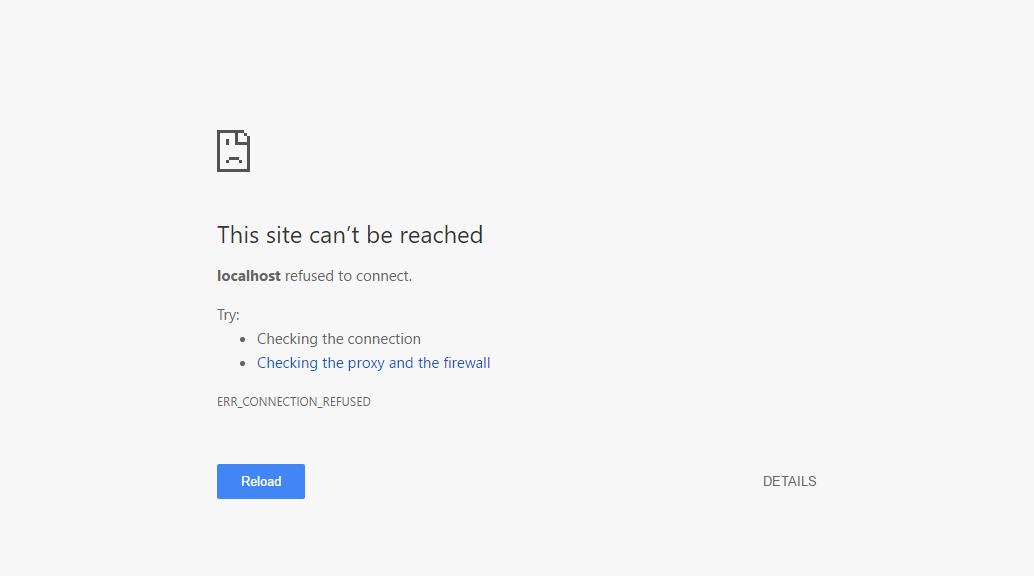 This site can’t be reached
localhost refused to connect.
Try:
• Checking the connection
• Checking the proxy and the firewall
ERR_CONNECTION_REFUSED
Reload DETAILS